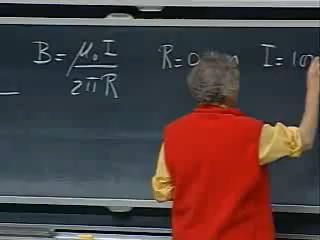 B = μ₀I / 2πR
R = 0
I = 10